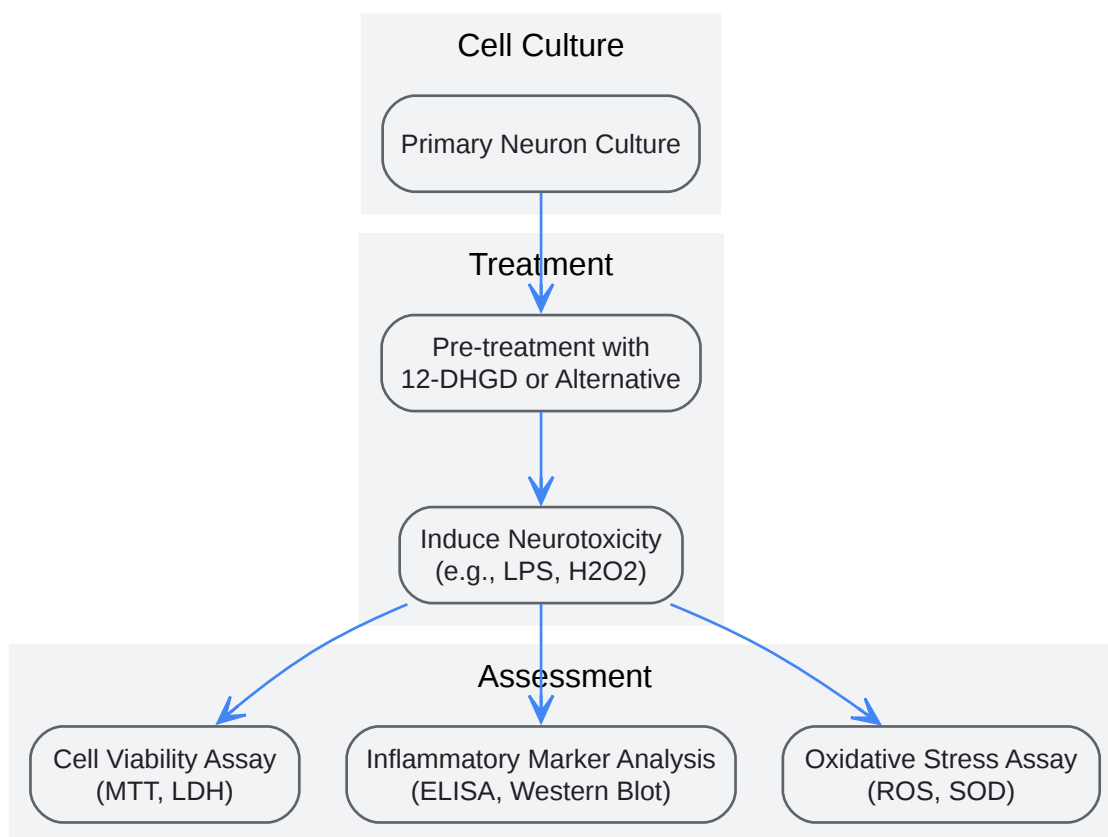 Cell Culture
Primary Neuron Culture
Treatment
Pre-treatment with
12-DHGD or Alternative
Induce Neurotoxicity
(e.g., LPS, H2O2)
Assessment
Cell Viability Assay
(MTT, LDH)
Inflammatory Marker Analysis
(ELISA, Western Blot)
Oxidative Stress Assay
(ROS, SOD)